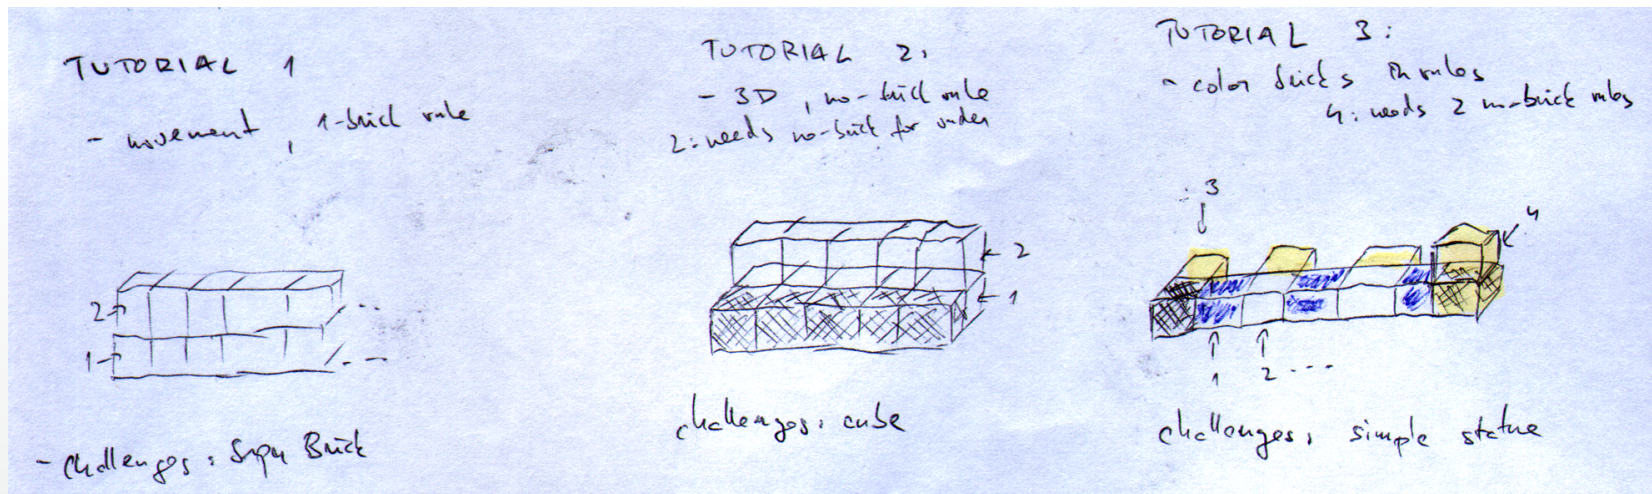 TUTORIAL 1
- movement, 1-brick rule
2
1
- challenges: Brick
TUTORIAL 2:
- 3D, no-brick rule
2: needs no-brick for under
2
1
challenges: cube
TUTORIAL 3:
- color bricks in rules
4: needs 2 no-brick rules
3
4
1 2 ...
challenges: simple statue